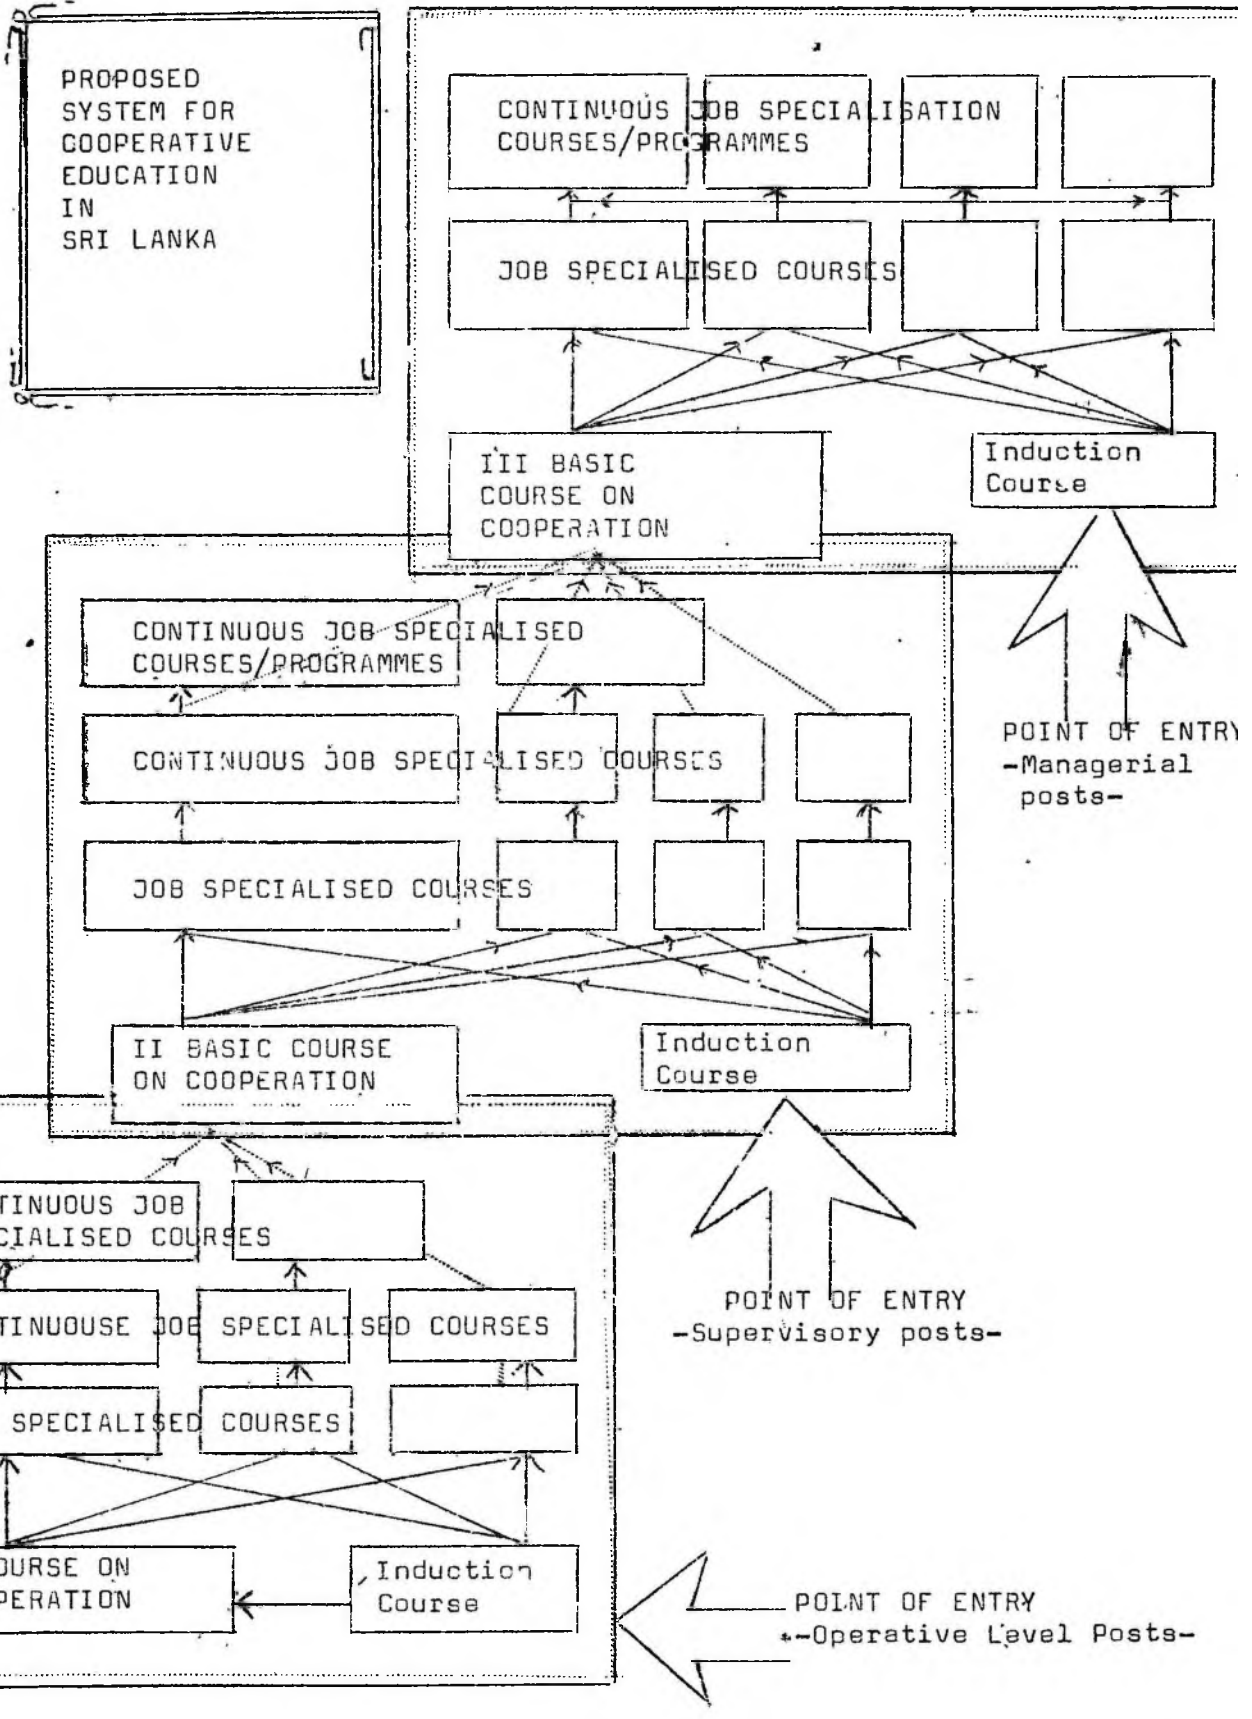 PROPOSED
SYSTEM FOR
COOPERATIVE
EDUCATION
IN
SRI LANKA
CONTINUOUS JOB SPECIALISATION
COURSES/PROGRAMMES
JOB SPECIALISED COURSES
III BASIC
COURSE ON
COOPERATION
Induction
Course
POINT OF ENTRY
-Managerial
posts-
CONTINUOUS JOB SPECIALISED
COURSES/PROGRAMMES
CONTINUOUS JOB SPECIALISED COURSES
JOB SPECIALISED COURSES
II BASIC COURSE
ON COOPERATION
Induction
Course
POINT OF ENTRY
-Supervisory posts-
TINUOUS JOB
CIALISED COURSES
TINUOUSE JOB SPECIALISED COURSES
SPECIALISED COURSES
OURSE ON
PERATION
Induction
Course
POINT OF ENTRY
-Operative Level Posts-